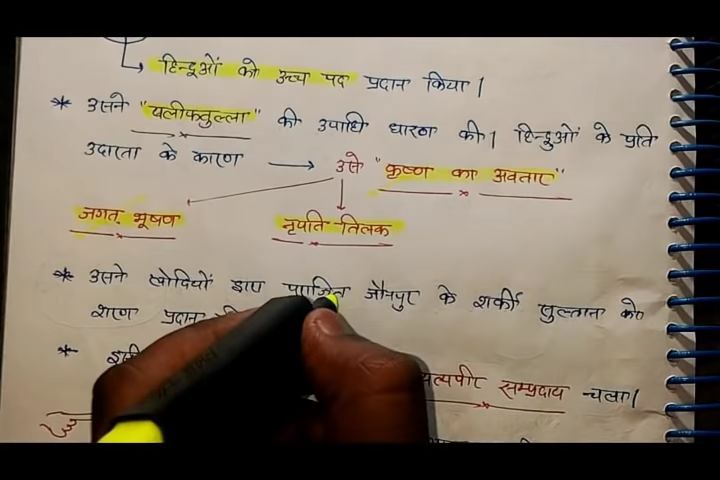 हिन्दुओं को उच्च पद प्रदान किया।
* उसने "खलीफतुल्ला" की उपाधि धारण की। हिन्दुओं के प्रति
उदारता के कारण → उसे "कृष्ण का अवतार"
जगत् भूषण नृपति-तिलक
* उसने लोदियों द्वारा पराजित जौनपुर के शर्की सुल्तान को
शरण प्रदान
*
सत्यपीर सम्प्रदाय चला।